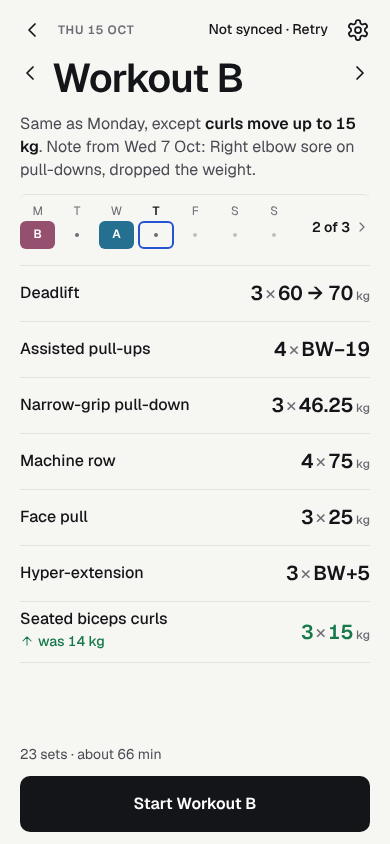 THU 15 OCT
Not synced · Retry
Workout B
Same as Monday, except curls move up to 15
kg. Note from Wed 7 Oct: Right elbow sore on
pull-downs, dropped the weight.
M T W T F S S
B • A • • • •
2 of 3
Deadlift 3×60 → 70 kg
Assisted pull-ups 4×BW−19
Narrow-grip pull-down 3×46.25 kg
Machine row 4×75 kg
Face pull 3×25 kg
Hyper-extension 3×BW+5
Seated biceps curls
↑ was 14 kg
3×15 kg
23 sets · about 66 min
Start Workout B